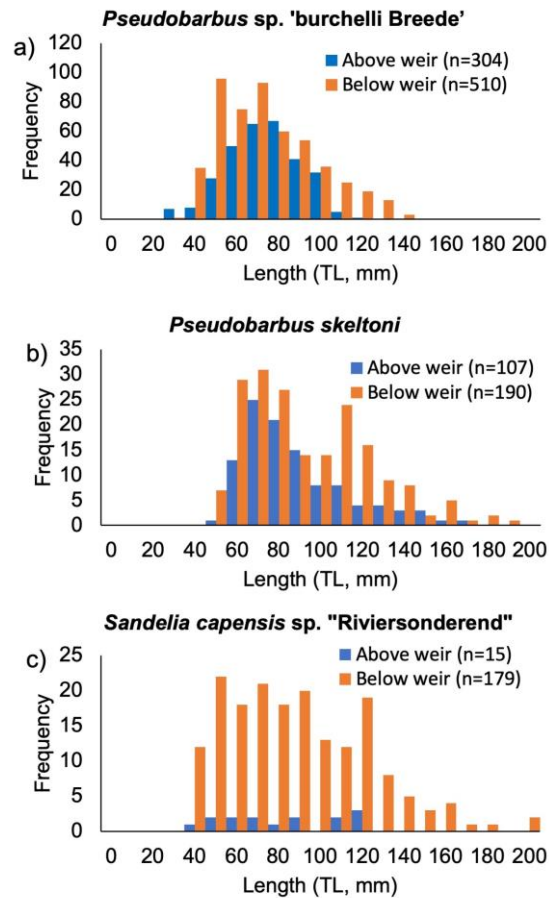 Pseudobarbus sp. 'burchelli Breede’
a)
Above weir (n=304)
Below weir (n=510)
Frequency
120
100
80
60
40
20
0
0 20 40 60 80 100 120 140 160 180 200
Length (TL, mm)
Pseudobarbus skeltoni
b)
Above weir (n=107)
Below weir (n=190)
Frequency
35
30
25
20
15
10
5
0
0 20 40 60 80 100 120 140 160 180 200
Length (TL, mm)
Sandelia capensis sp. "Riviersonderend"
c)
Above weir (n=15)
Below weir (n=179)
Frequency
25
20
15
10
5
0
0 20 40 60 80 100 120 140 160 180 200
Length (TL, mm)